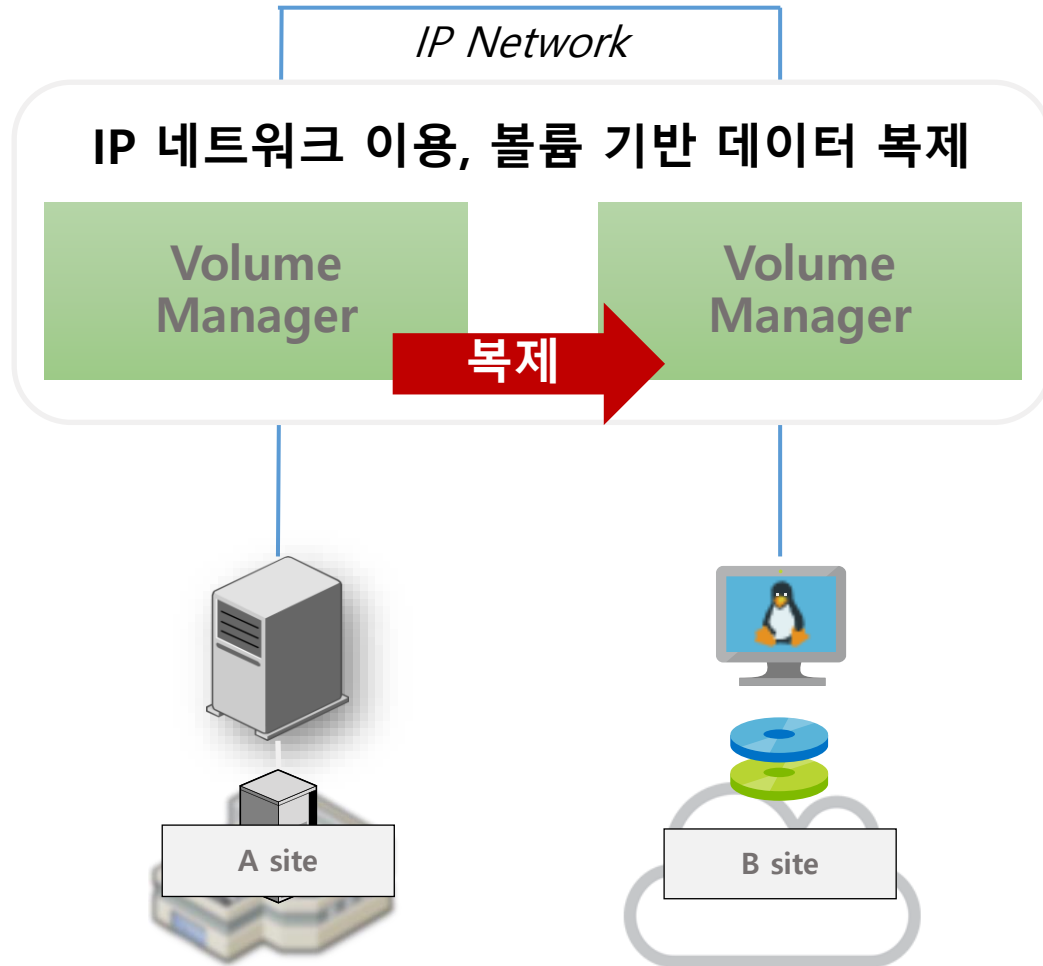 IP Network
IP 네트워크 이용, 볼륨 기반 데이터 복제
Volume
Manager
Volume
Manager
복제
A site
B site